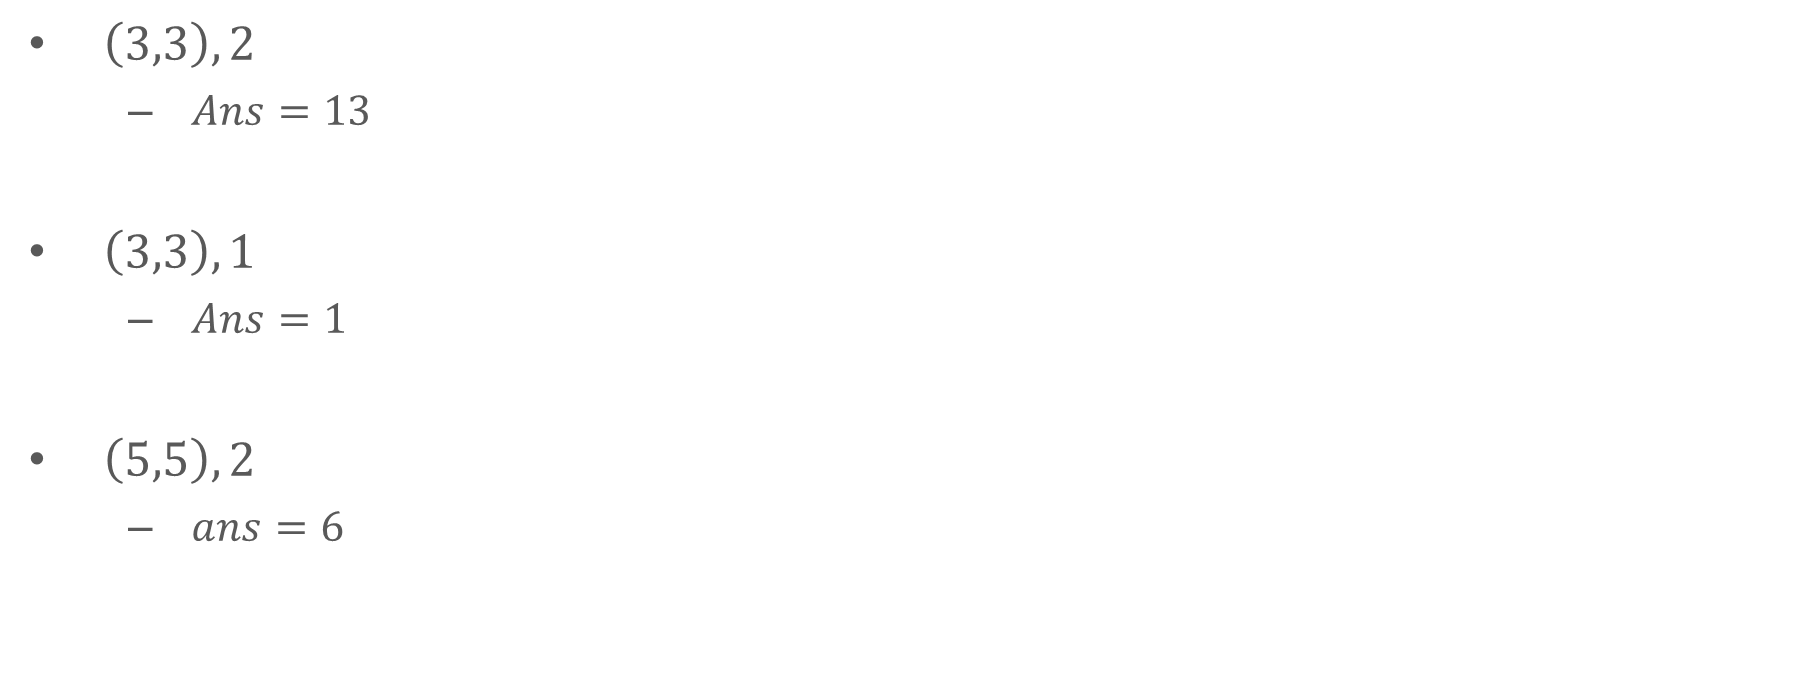 • (3,3), 2
– Ans = 13
• (3,3), 1
– Ans = 1
• (5,5), 2
– ans = 6